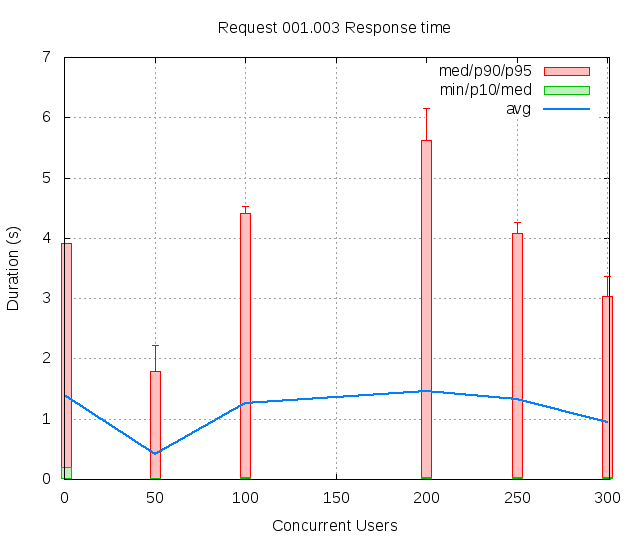 Request 001.003 Response time
7
6
5
4
3
2
1
0
Duration (s)
med/p90/p95
min/p10/med
avg
0 50 100 150 200 250 300
Concurrent Users